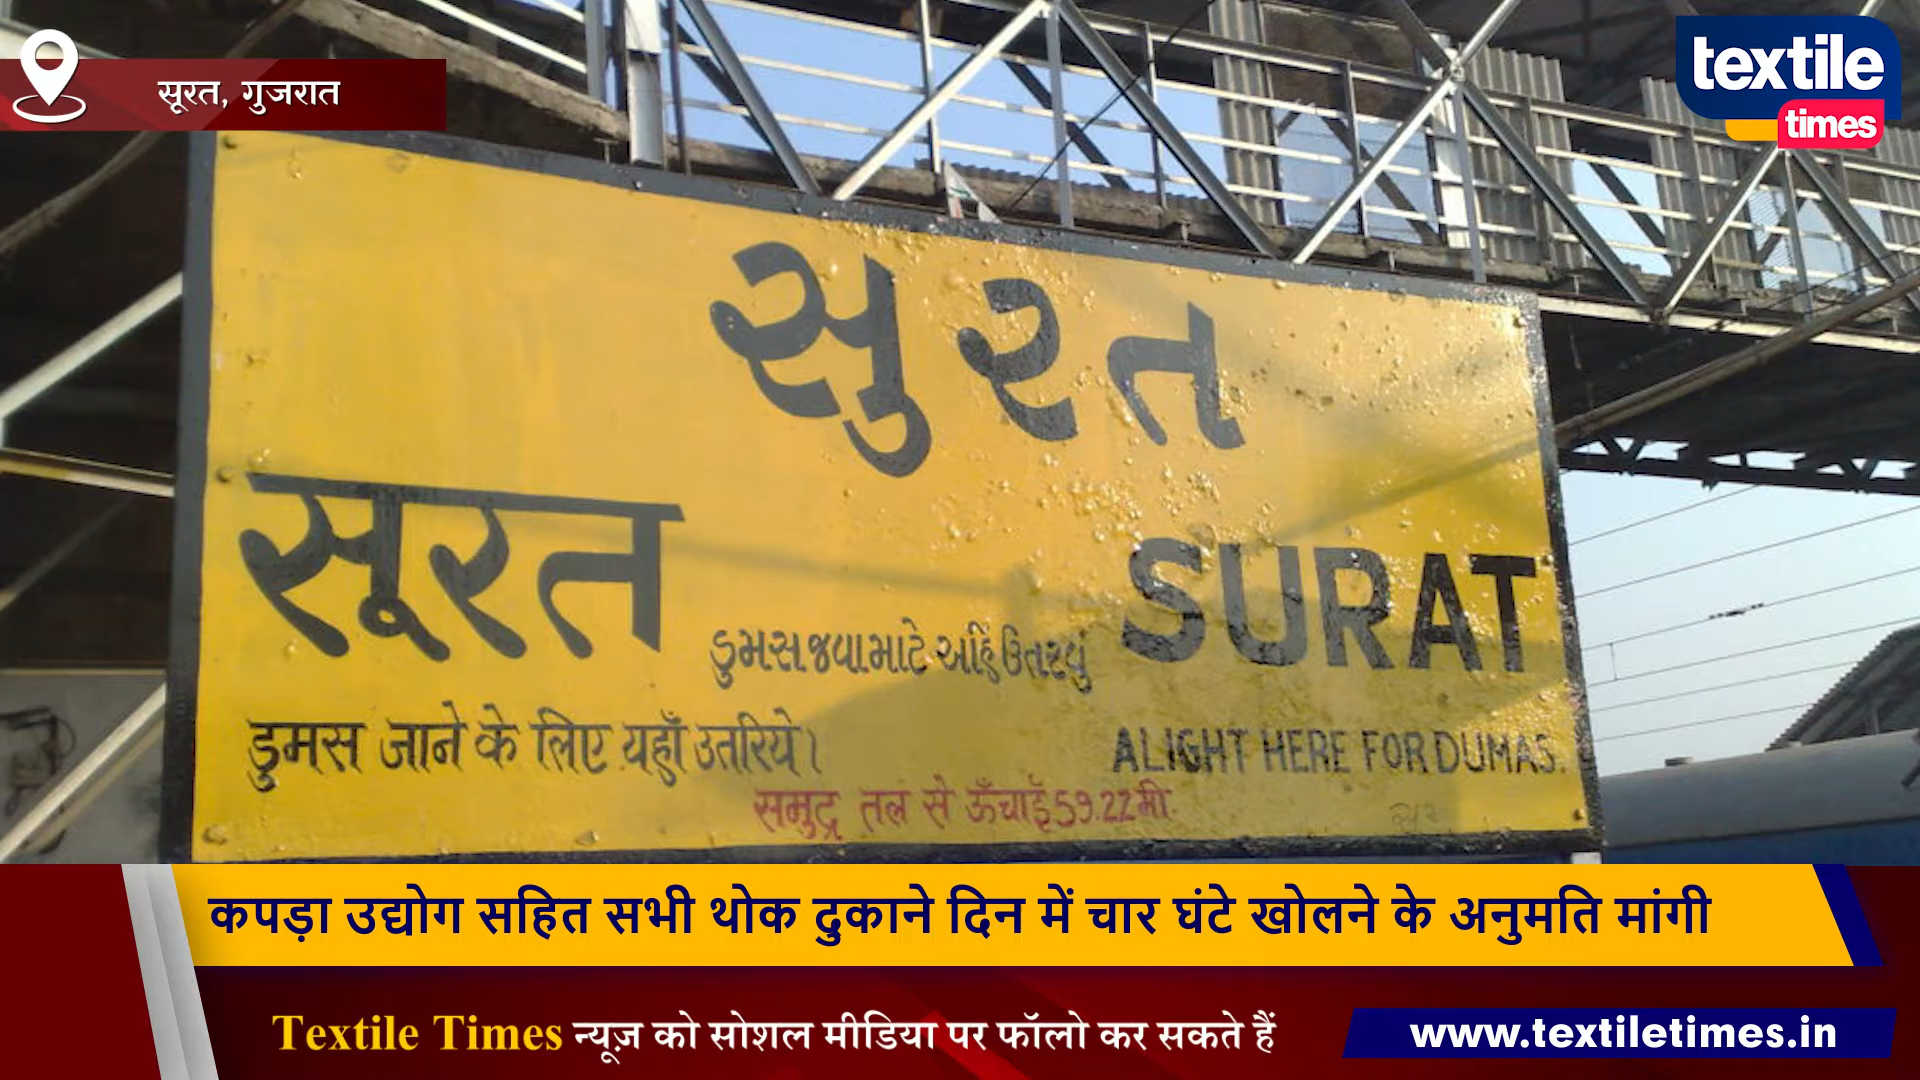 सूरत, गुजरात
textile
times
સુરત
सूरत
SURAT
ડુમસ જવા માટે અહિં ઉતરવું
डुमस जाने के लिए यहाँ उतरिये।
ALIGHT HERE FOR DUMAS.
समुद्र तल से ऊँचाई 59.22 मी.
कपड़ा उद्योग सहित सभी थोक दुकाने दिन में चार घंटे खोलने के अनुमति मांगी
Textile Times न्यूज़ को सोशल मीडिया पर फॉलो कर सकते हैं
www.textiletimes.in